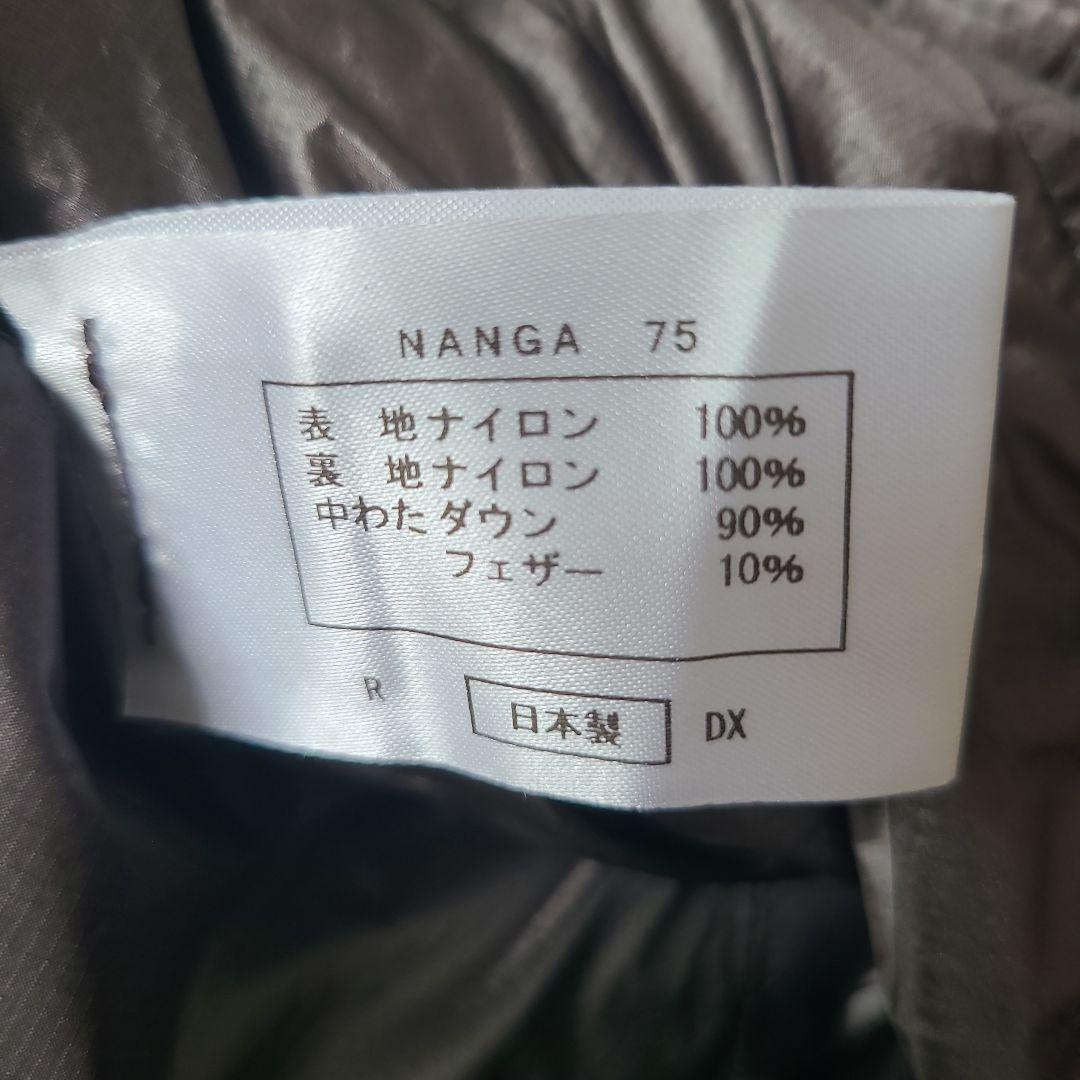 NANGA 75
表 地ナイロン 100%
裏 地ナイロン 100%
中わたダウン 90%
フェザー 10%
R 日本製 DX